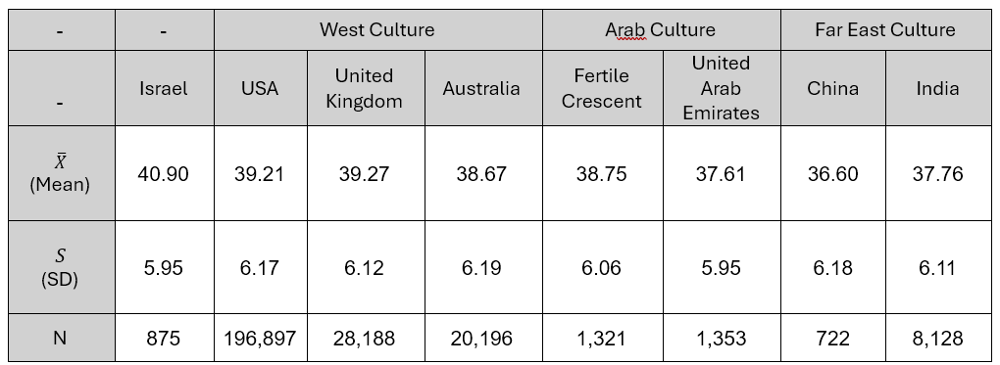 - - West Culture Arab Culture Far East Culture
- Israel USA United Kingdom Australia Fertile Crescent United Arab Emirates China India
X̄ (Mean) 40.90 39.21 39.27 38.67 38.75 37.61 36.60 37.76
S (SD) 5.95 6.17 6.12 6.19 6.06 5.95 6.18 6.11
N 875 196,897 28,188 20,196 1,321 1,353 722 8,128